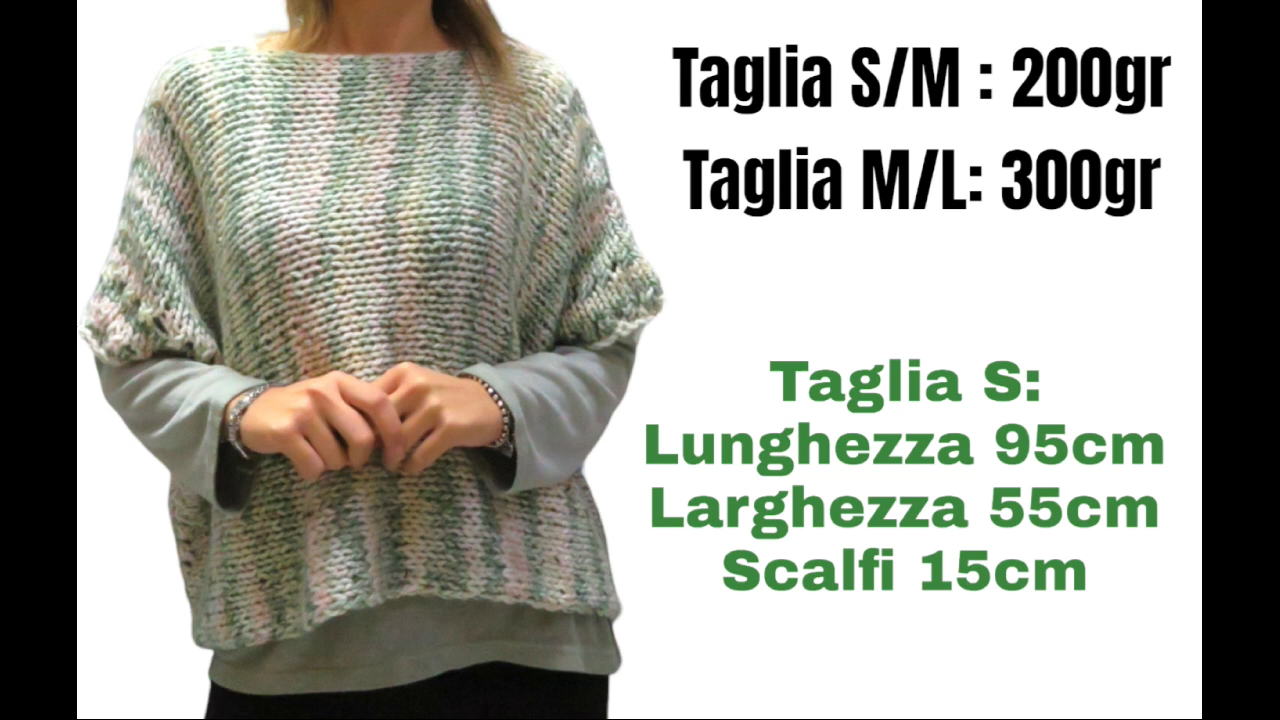 Taglia S/M : 200gr
Taglia M/L: 300gr
Taglia S:
Lunghezza 95cm
Larghezza 55cm
Scalfi 15cm